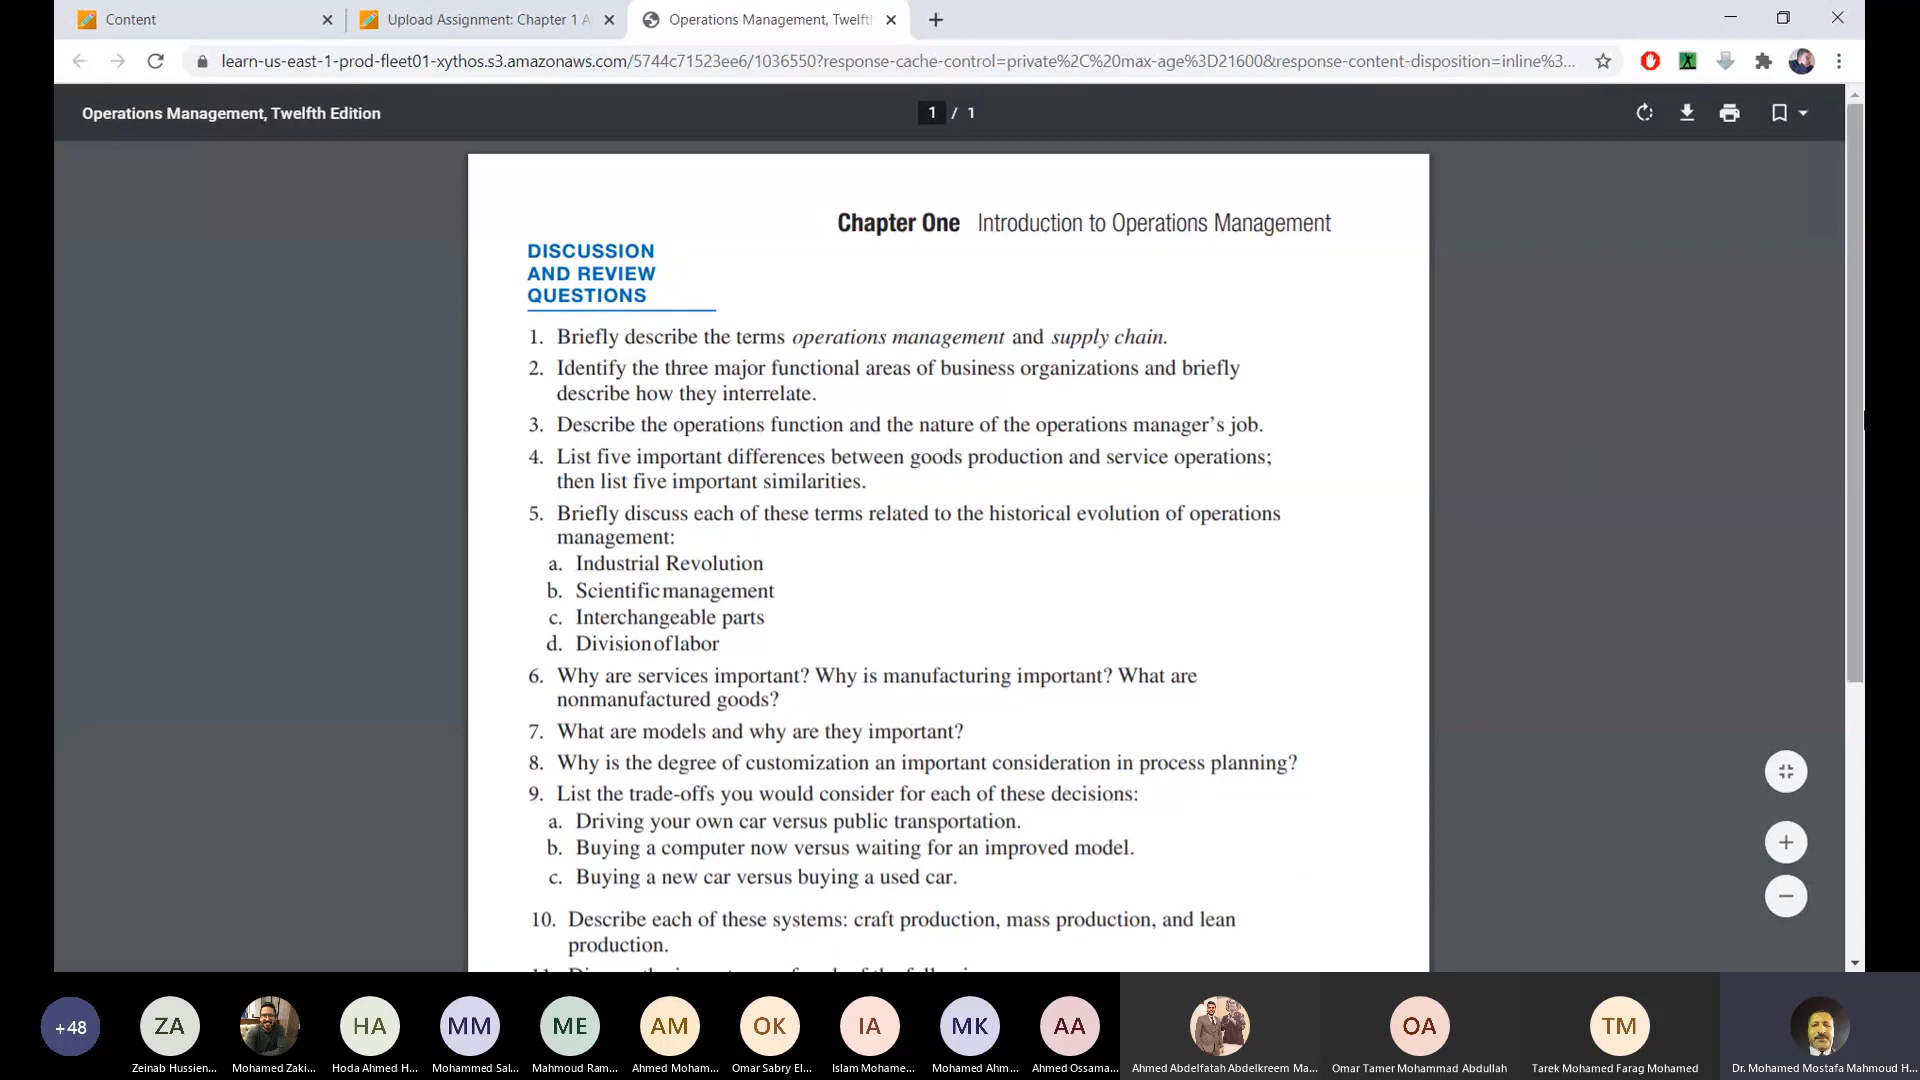 Content
Upload Assignment: Chapter 1 A
Operations Management, Twelft
learn-us-east-1-prod-fleet01-xythos.s3.amazonaws.com/5744c71523ee6/1036550?response-cache-control=private%2C%20max-age%3D21600&response-content-disposition=inline%3...
Operations Management, Twelfth Edition
1 / 1
Chapter One Introduction to Operations Management
DISCUSSION
AND REVIEW
QUESTIONS
1. Briefly describe the terms operations management and supply chain.
2. Identify the three major functional areas of business organizations and briefly
describe how they interrelate.
3. Describe the operations function and the nature of the operations manager's job.
4. List five important differences between goods production and service operations;
then list five important similarities.
5. Briefly discuss each of these terms related to the historical evolution of operations
management:
a. Industrial Revolution
b. Scientific management
c. Interchangeable parts
d. Division of labor
6. Why are services important? Why is manufacturing important? What are
nonmanufactured goods?
7. What are models and why are they important?
8. Why is the degree of customization an important consideration in process planning?
9. List the trade-offs you would consider for each of these decisions:
a. Driving your own car versus public transportation.
b. Buying a computer now versus waiting for an improved model.
c. Buying a new car versus buying a used car.
10. Describe each of these systems: craft production, mass production, and lean
production.
+48
ZA
HA
MM
ME
AM
OK
IA
MK
AA
OA
TM
Zeinab Hussien...
Mohamed Zaki...
Hoda Ahmed H...
Mohammed Sal...
Mahmoud Ram...
Ahmed Moham...
Omar Sabry El...
Islam Mohame...
Mohamed Ahm...
Ahmed Ossama...
Ahmed Abdelfatah Abdelkreem Ma...
Omar Tamer Mohammad Abdullah
Tarek Mohamed Farag Mohamed
Dr. Mohamed Mostafa Mahmoud H...